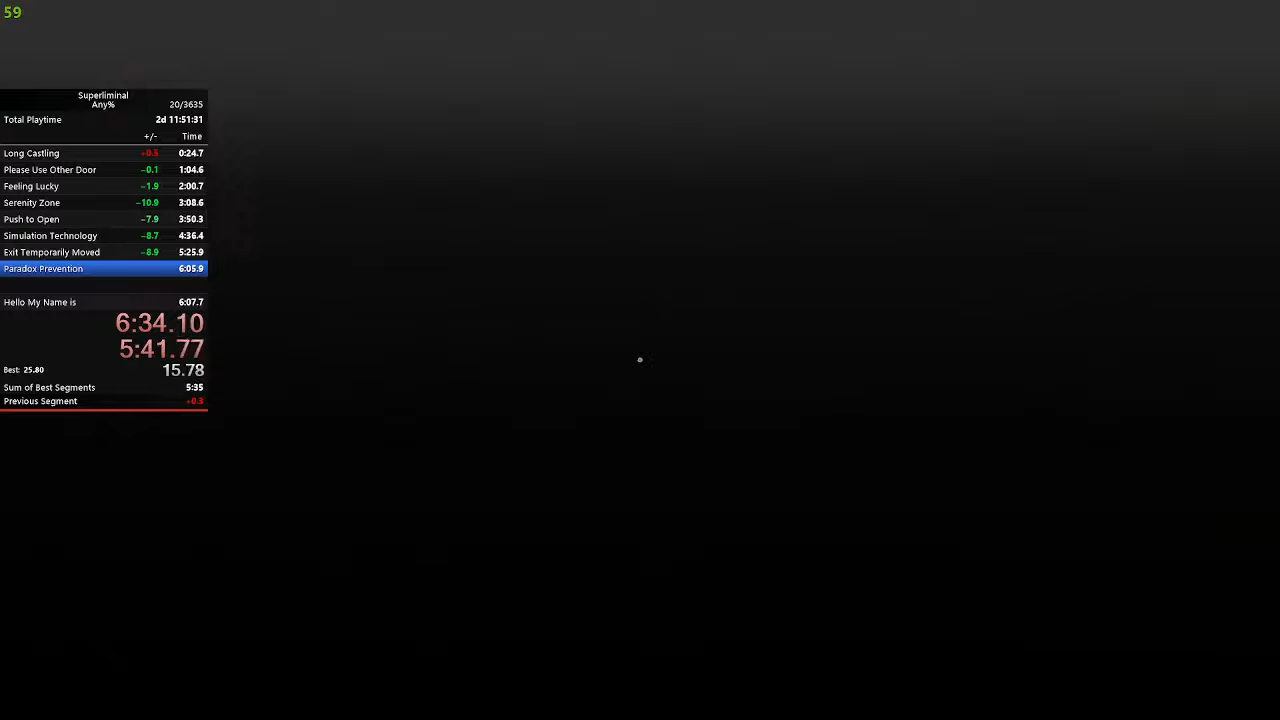 59
Superliminal
Any% 20/3635
Total Playtime 2d 11:51:31
+/- Time
Long Castling +0.5 0:24.7
Please Use Other Door −0.1 1:04.6
Feeling Lucky −1.9 2:00.7
Serenity Zone −10.9 3:08.6
Push to Open −7.9 3:50.3
Simulation Technology −8.7 4:36.4
Exit Temporarily Moved −8.9 5:25.9
Paradox Prevention 6:05.9
Hello My Name is 6:07.7
6:34.10
5:41.77
Best: 25.80 15.78
Sum of Best Segments 5:35
Previous Segment +0.3